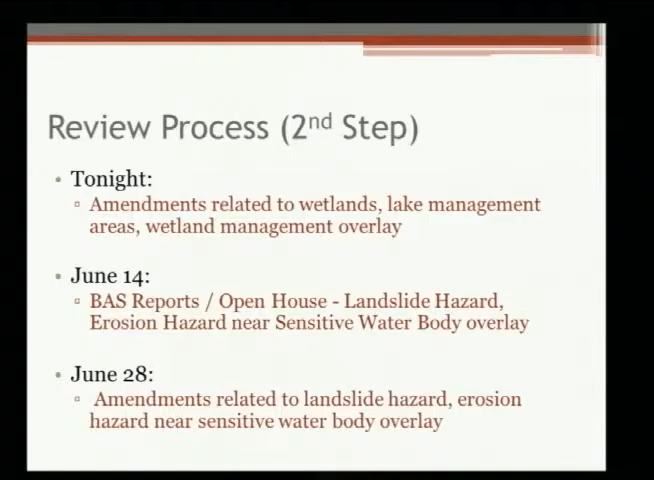 Review Process (2nd Step)
• Tonight:
▫ Amendments related to wetlands, lake management
areas, wetland management overlay
• June 14:
▫ BAS Reports / Open House - Landslide Hazard,
Erosion Hazard near Sensitive Water Body overlay
• June 28:
▫ Amendments related to landslide hazard, erosion
hazard near sensitive water body overlay